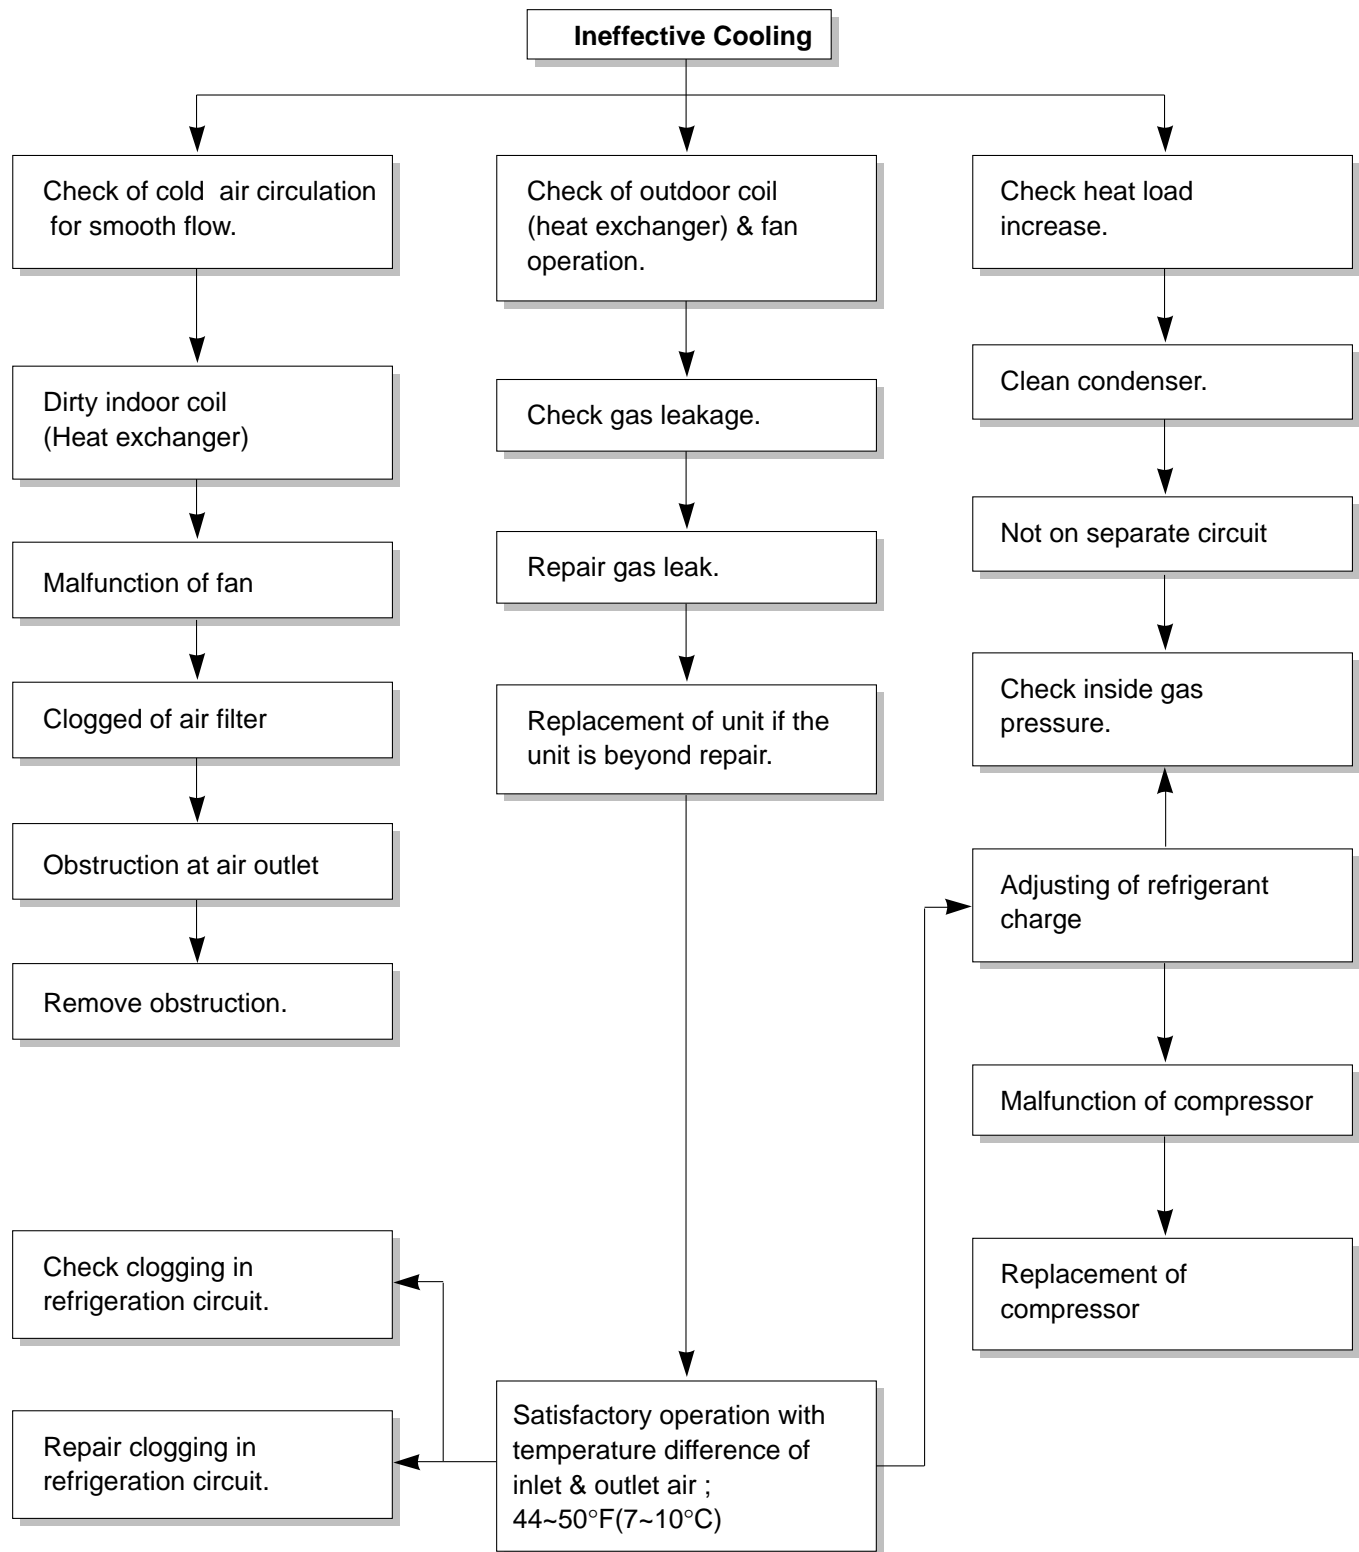 Ineffective Cooling
Check of cold air circulation
for smooth flow.
Dirty indoor coil
(Heat exchanger)
Malfunction of fan
Clogged of air filter
Obstruction at air outlet
Remove obstruction.
Check of outdoor coil
(heat exchanger) & fan
operation.
Check gas leakage.
Repair gas leak.
Replacement of unit if the
unit is beyond repair.
Check heat load
increase.
Clean condenser.
Not on separate circuit
Check inside gas
pressure.
Adjusting of refrigerant
charge
Malfunction of compressor
Replacement of
compressor
Check clogging in
refrigeration circuit.
Repair clogging in
refrigeration circuit.
Satisfactory operation with
temperature difference of
inlet & outlet air ;
44~50°F(7~10°C)